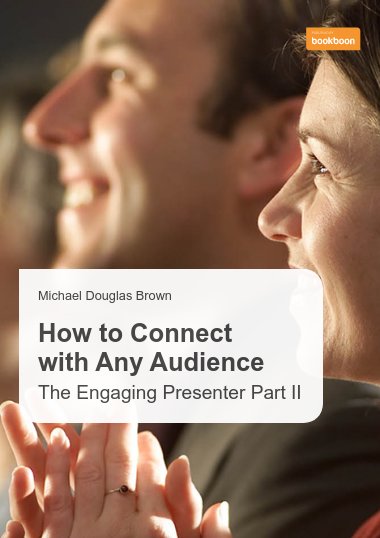 bookboon
Michael Douglas Brown
How to Connect
with Any Audience
The Engaging Presenter Part II